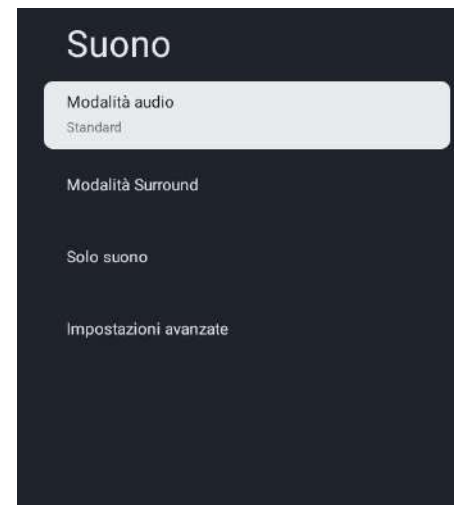 Suono
Modalità audio
Standard
Modalità Surround
Solo suono
Impostazioni avanzate